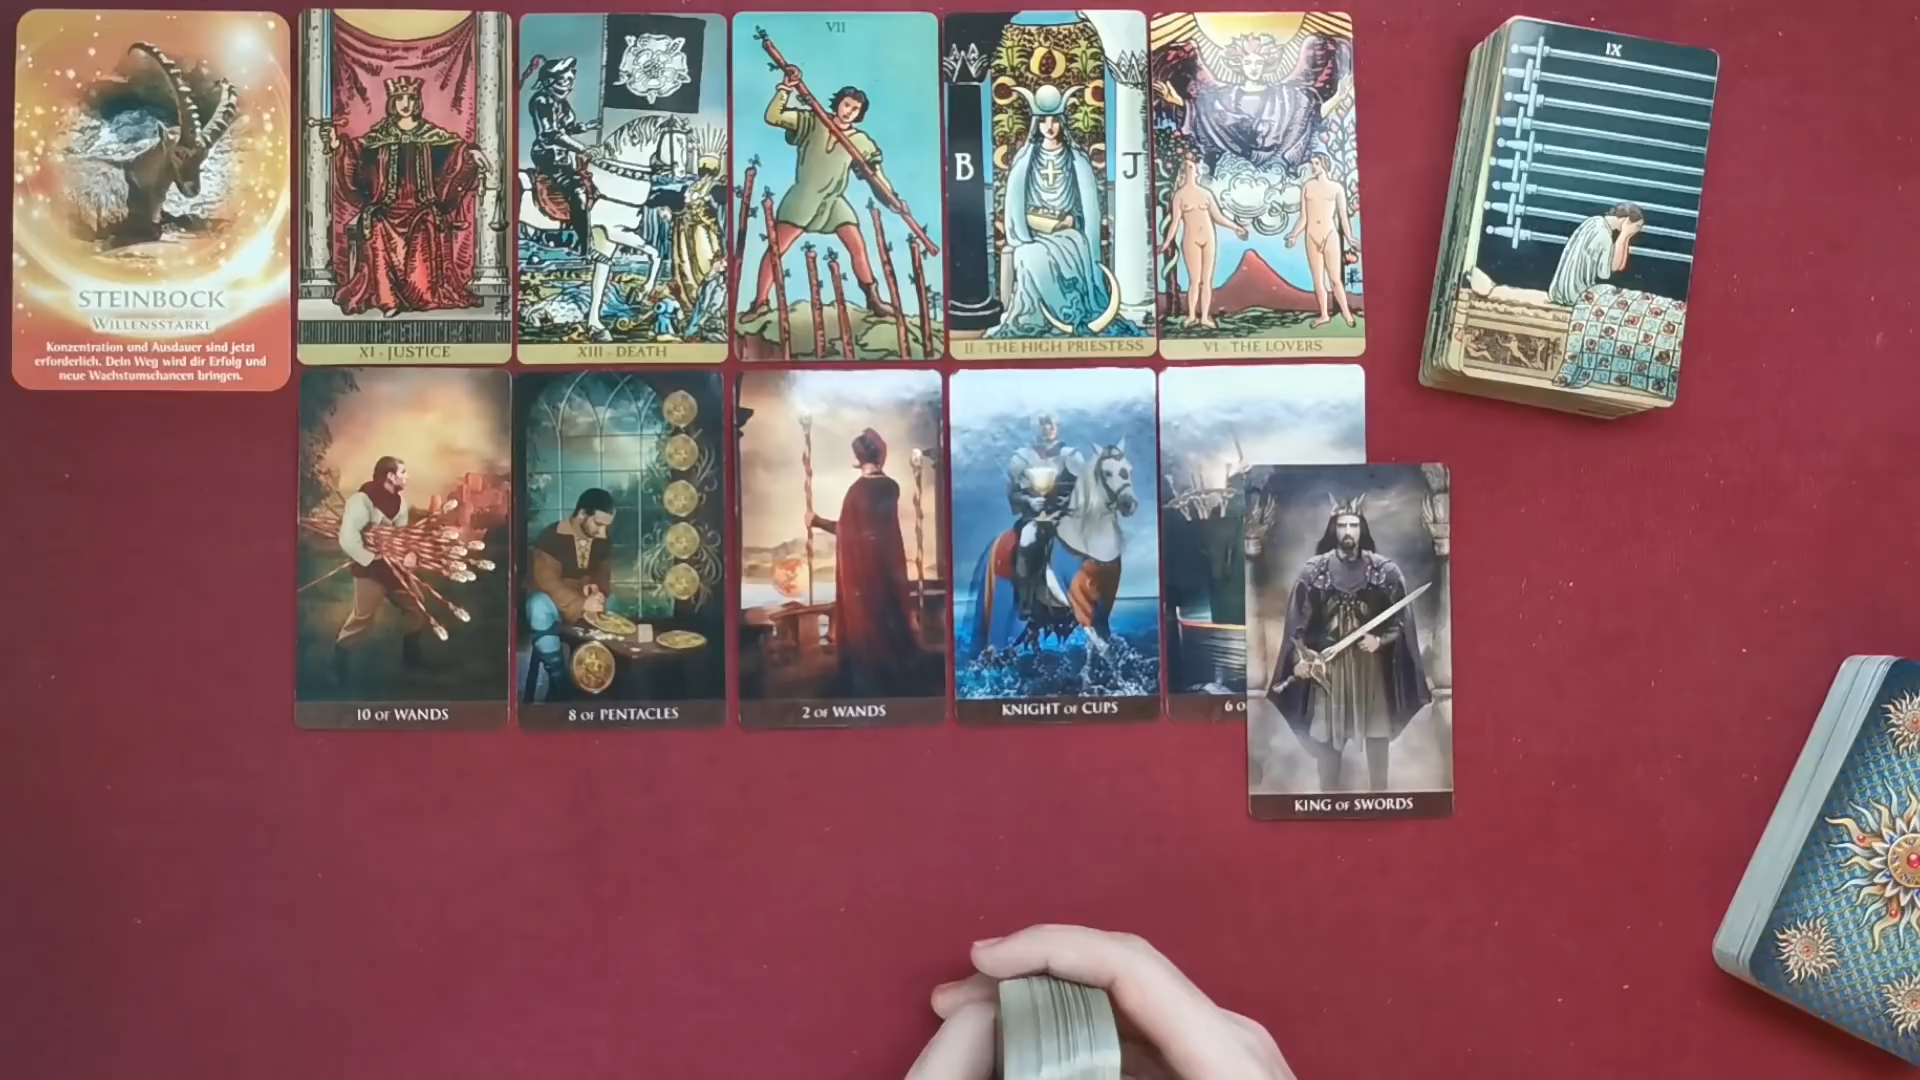 STEINBOCK
WILLENSSTÄRKE
Konzentration und Ausdauer sind jetzt
erforderlich. Dein Weg wird dir Erfolg und
neue Wachstumschancen bringen.
XI - JUSTICE
XIII - DEATH
VII
B
J
II - THE HIGH PRIESTESS
VI - THE LOVERS
IX
10 OF WANDS
8 OF PENTACLES
2 OF WANDS
KNIGHT OF CUPS
6 O
KING OF SWORDS